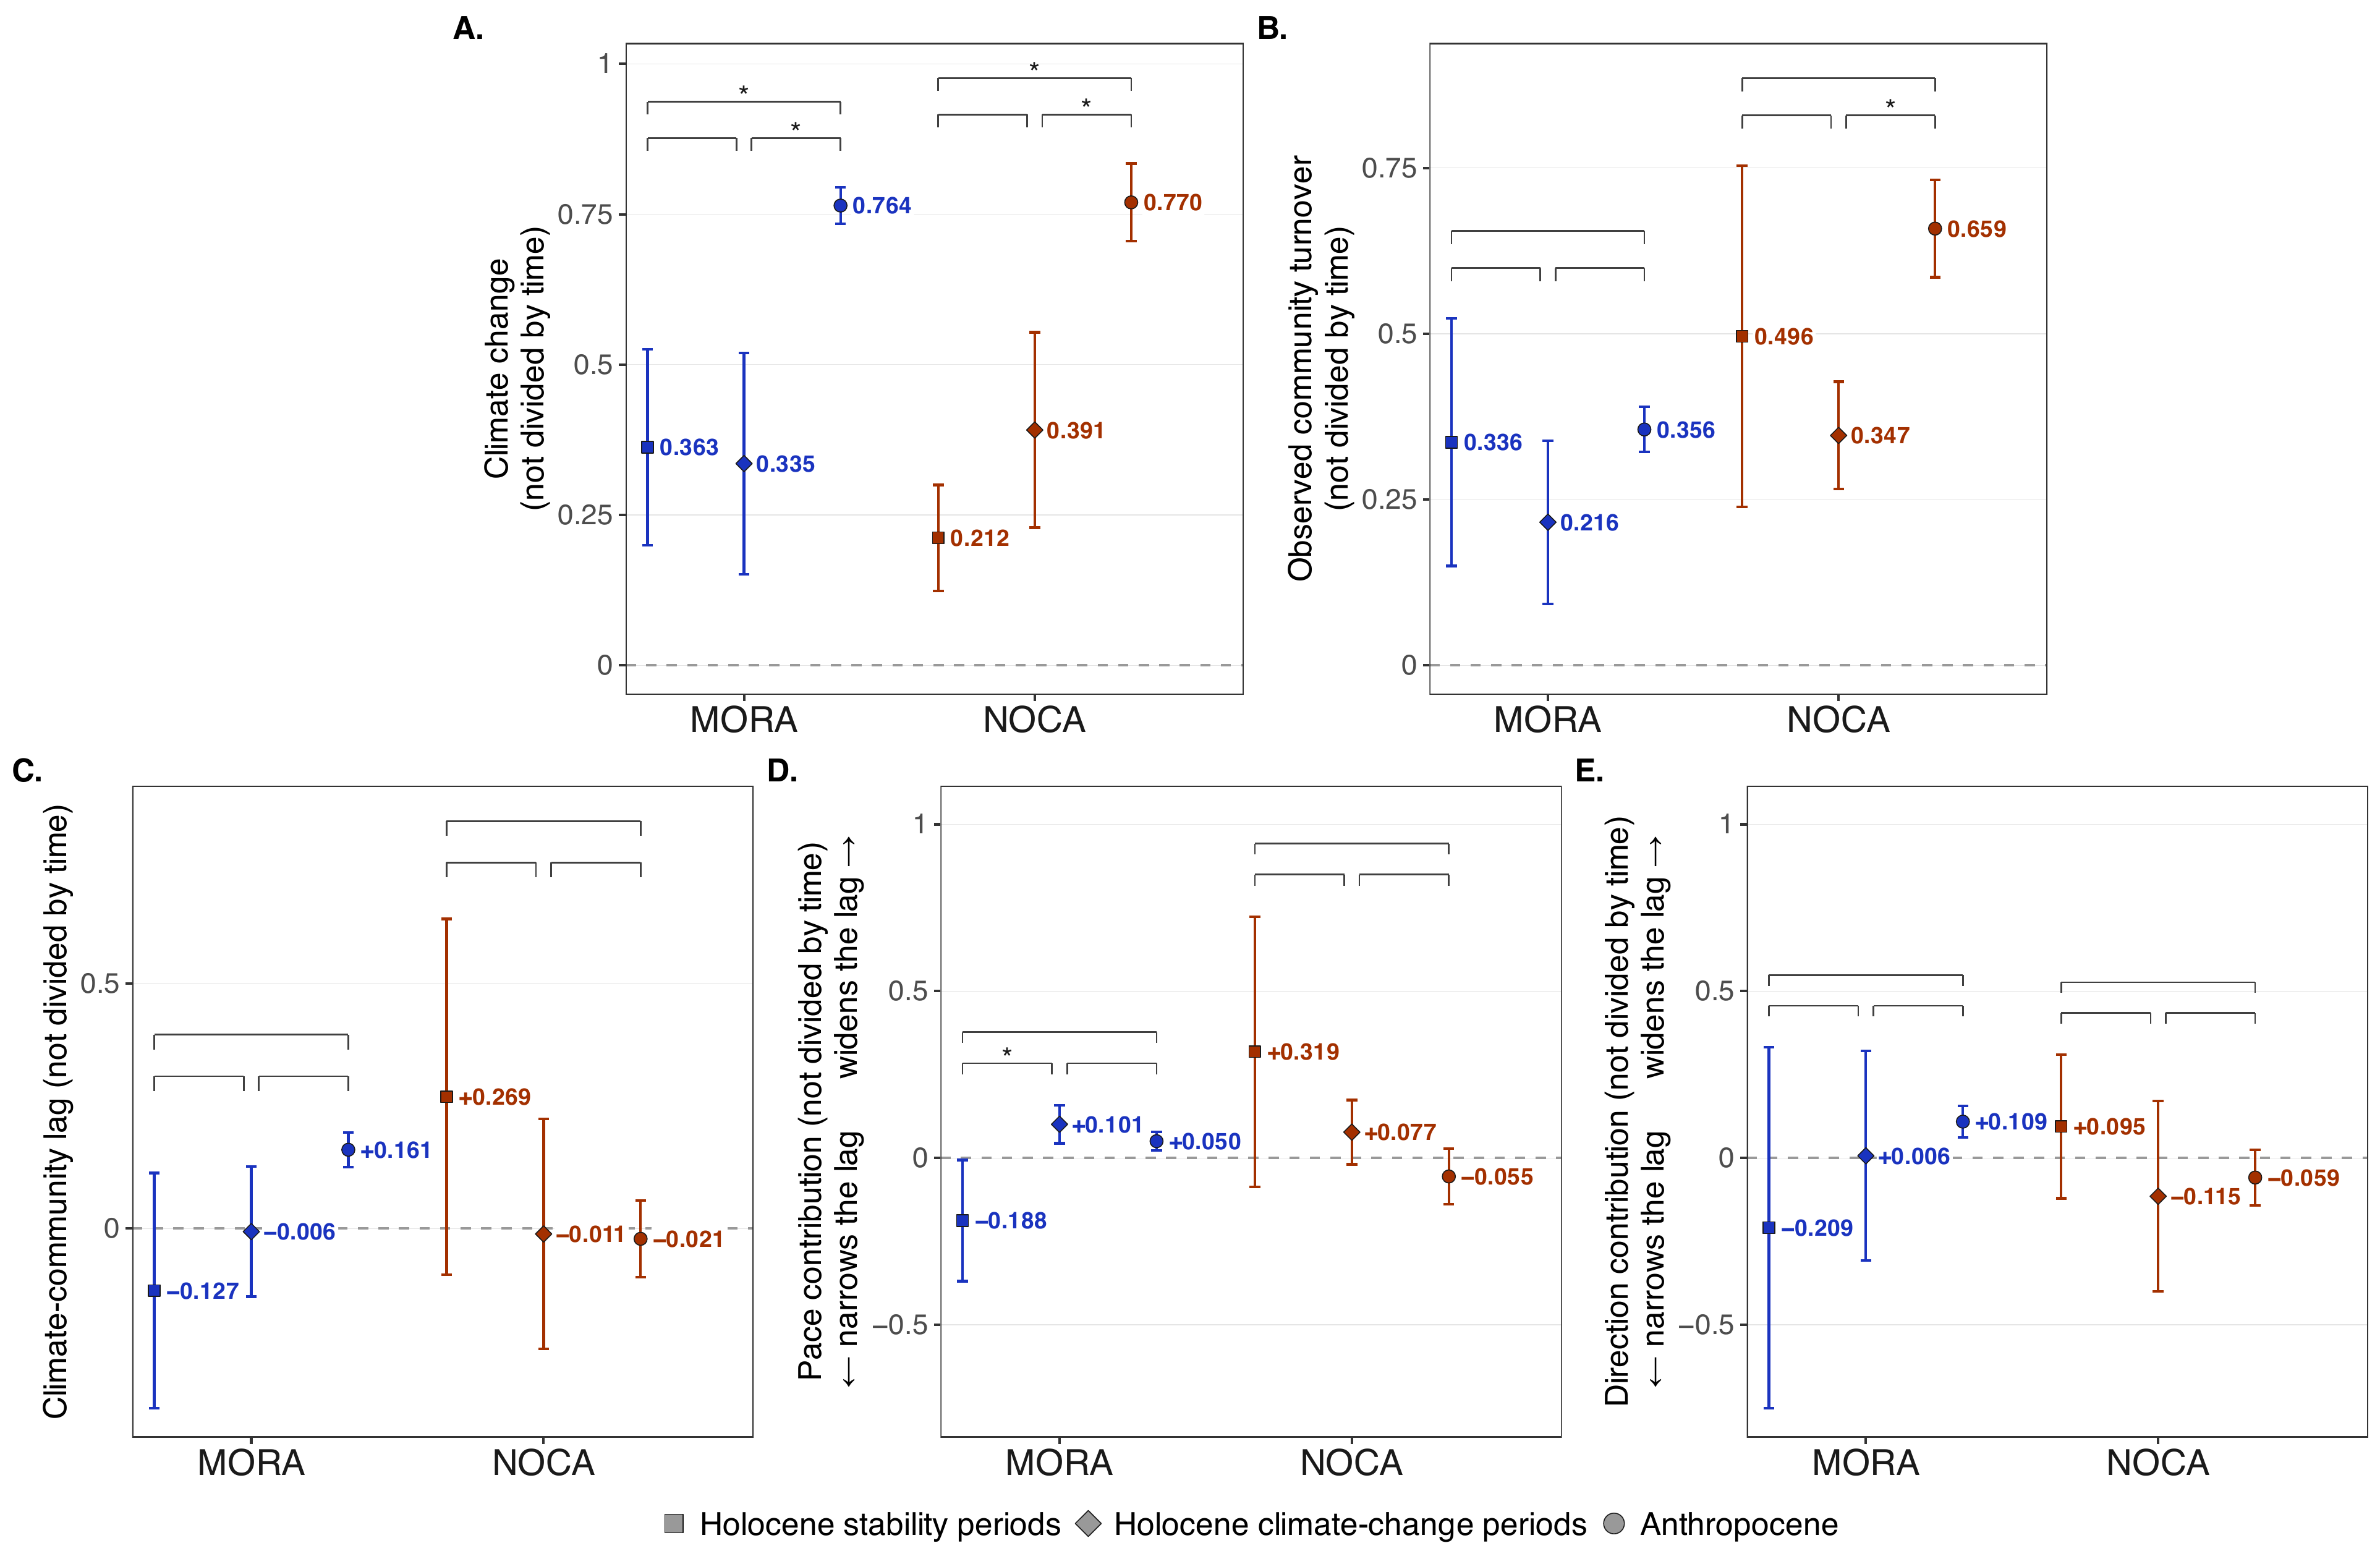 A.
Climate change
(not divided by time)
1
0.75
0.5
0.25
0
*
*
*
*
0.363
0.335
0.764
0.212
0.391
0.770
MORA
NOCA
B.
Observed community turnover
(not divided by time)
0.75
0.5
0.25
0
*
0.336
0.216
0.356
0.496
0.347
0.659
MORA
NOCA
C.
Climate-community lag (not divided by time)
0.5
0
−0.127
−0.006
+0.161
+0.269
−0.011
−0.021
MORA
NOCA
D.
Pace contribution (not divided by time)
← narrows the lag widens the lag →
1
0.5
0
−0.5
*
−0.188
+0.101
+0.050
+0.319
+0.077
−0.055
MORA
NOCA
E.
Direction contribution (not divided by time)
← narrows the lag widens the lag →
1
0.5
0
−0.5
−0.209
+0.006
+0.109
+0.095
−0.115
−0.059
MORA
NOCA
Holocene stability periods Holocene climate-change periods Anthropocene